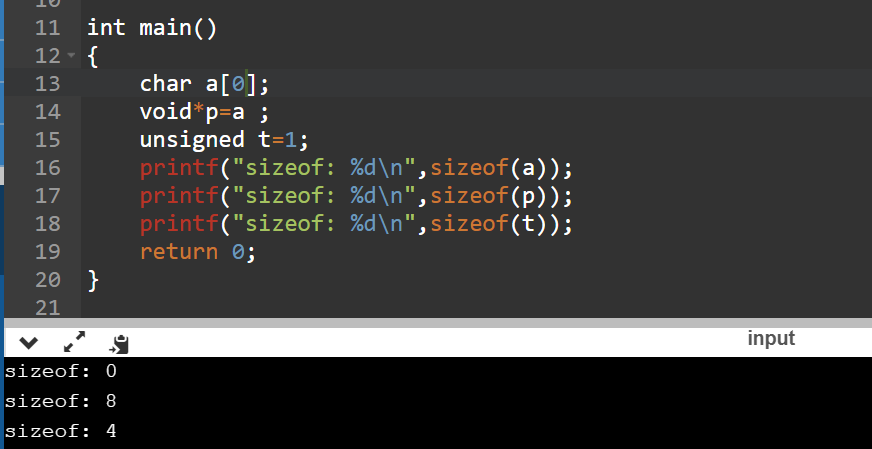 10
11 int main()
12 {
13 char a[0];
14 void*p=a ;
15 unsigned t=1;
16 printf("sizeof: %d\n",sizeof(a));
17 printf("sizeof: %d\n",sizeof(p));
18 printf("sizeof: %d\n",sizeof(t));
19 return 0;
20 }
21
input
sizeof: 0
sizeof: 8
sizeof: 4